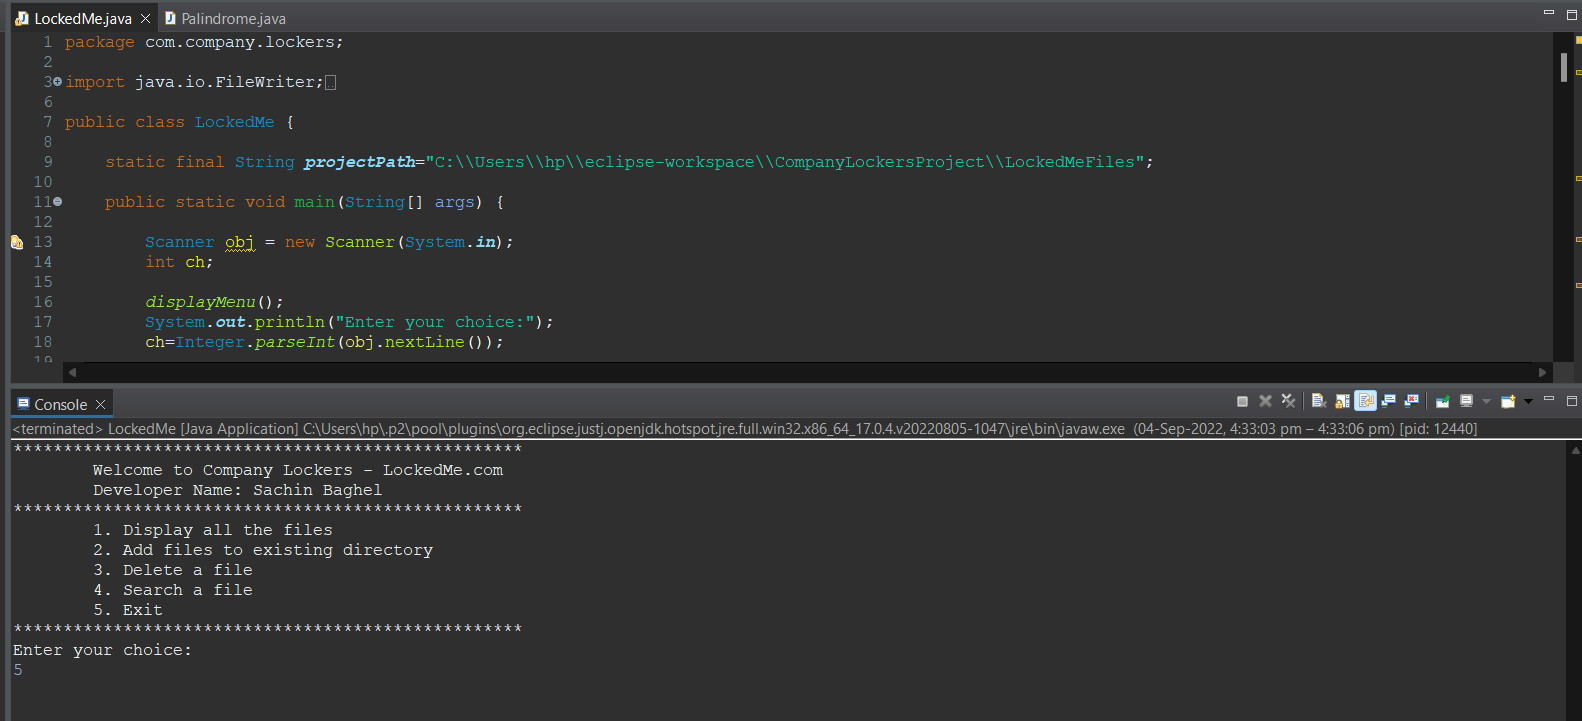 LockedMe.java Palindrome.java
1 package com.company.lockers;
2
3 import java.io.FileWriter;
6
7 public class LockedMe {
8
9 static final String projectPath="C:\\Users\\hp\\eclipse-workspace\\CompanyLockersProject\\LockedMeFiles";
10
11 public static void main(String[] args) {
12
13 Scanner obj = new Scanner(System.in);
14 int ch;
15
16 displayMenu();
17 System.out.println("Enter your choice:");
18 ch=Integer.parseInt(obj.nextLine());
19
Console
<terminated> LockedMe [Java Application] C:\Users\hp\.p2\pool\plugins\org.eclipse.justj.openjdk.hotspot.jre.full.win32.x86_64_17.0.4.v20220805-1047\jre\bin\javaw.exe (04-Sep-2022, 4:33:03 pm – 4:33:06 pm) [pid: 12440]
***************************************************
Welcome to Company Lockers - LockedMe.com
Developer Name: Sachin Baghel
***************************************************
1. Display all the files
2. Add files to existing directory
3. Delete a file
4. Search a file
5. Exit
***************************************************
Enter your choice:
5